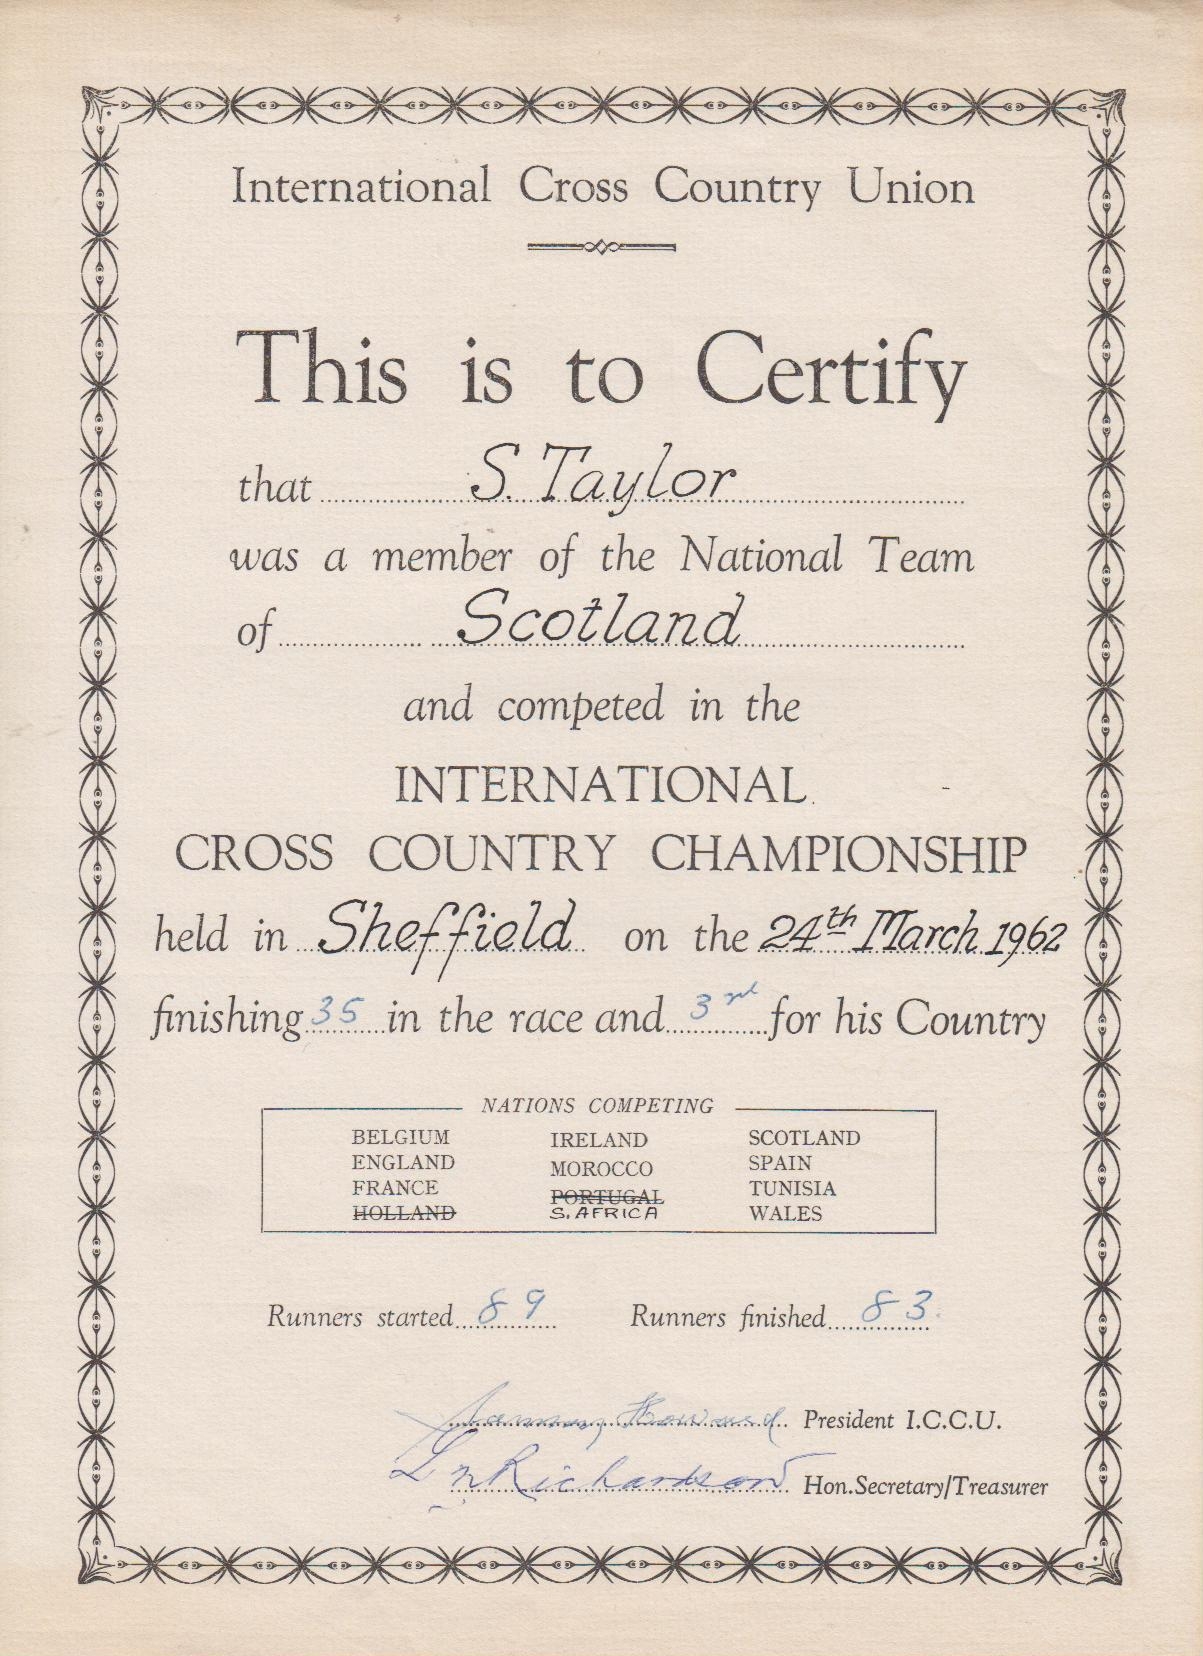 International Cross Country Union
This is to Certify
that S. Taylor
was a member of the National Team
of Scotland
and competed in the
INTERNATIONAL
CROSS COUNTRY CHAMPIONSHIP
held in Sheffield on the 24th March 1962
finishing 35 in the race and 3rd for his Country
NATIONS COMPETING
BELGIUM IRELAND SCOTLAND
ENGLAND MOROCCO SPAIN
FRANCE PORTUGAL TUNISIA
HOLLAND S. AFRICA WALES
Runners started 89 Runners finished 83
President I.C.C.U.
Richardson Hon. Secretary/Treasurer